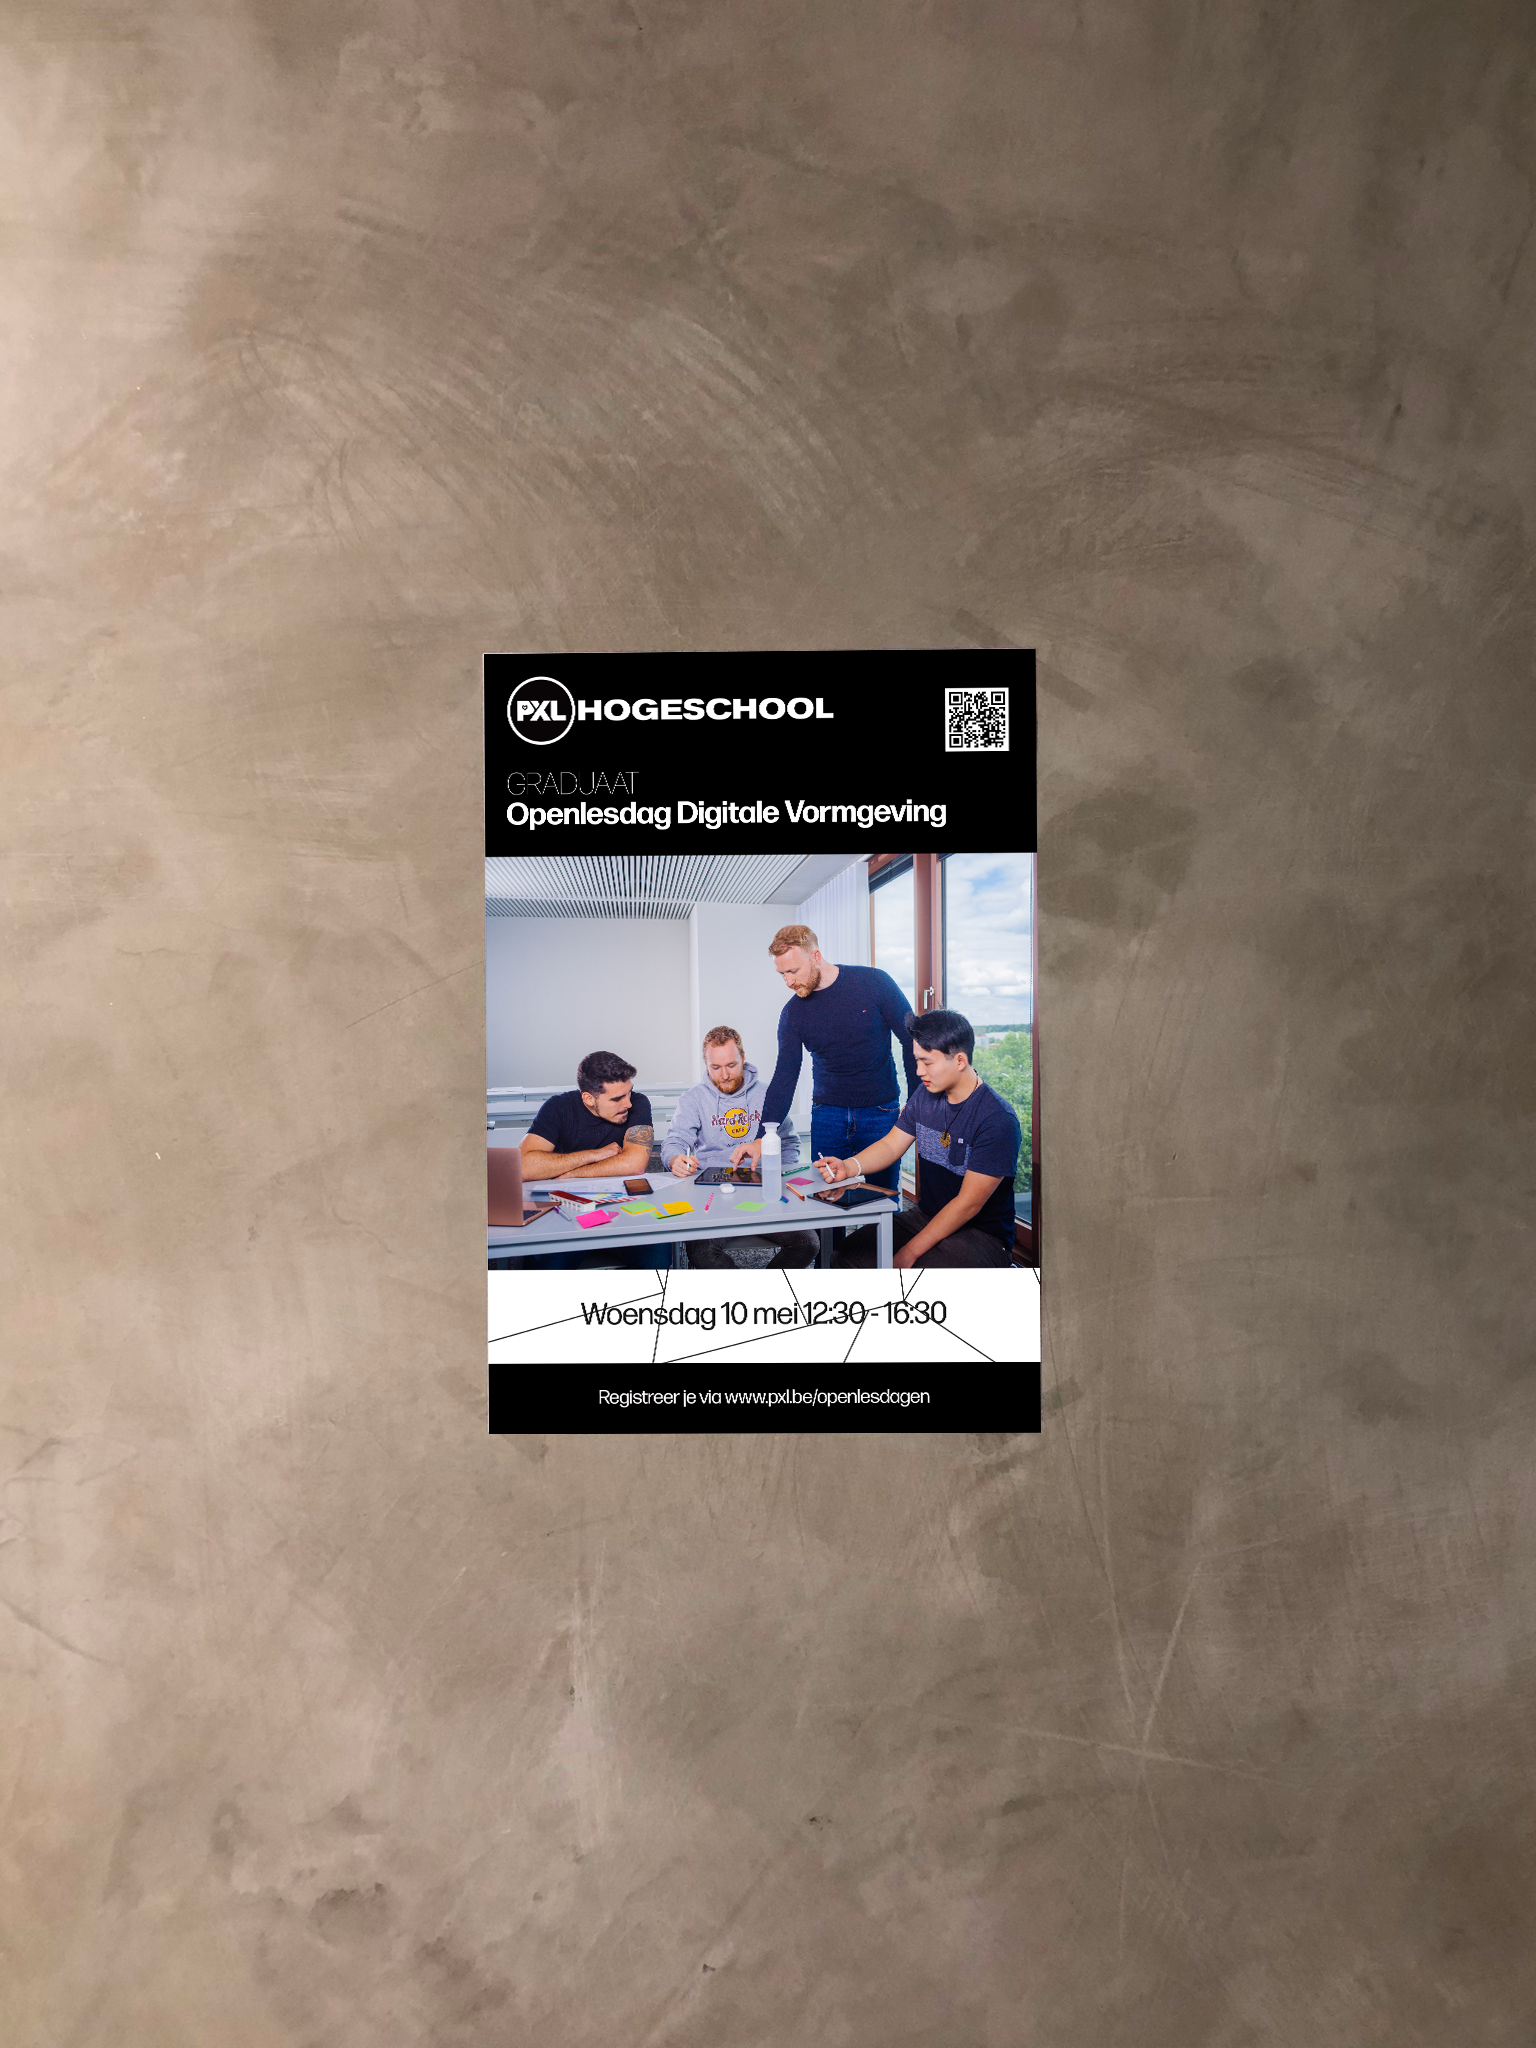 PXL HOGESCHOOL
GRADUAAT
Openlesdag Digitale Vormgeving
Hard Rock
CAFE
Woensdag 10 mei 12:30 - 16:30
Registreer je via www.pxl.be/openlesdagen